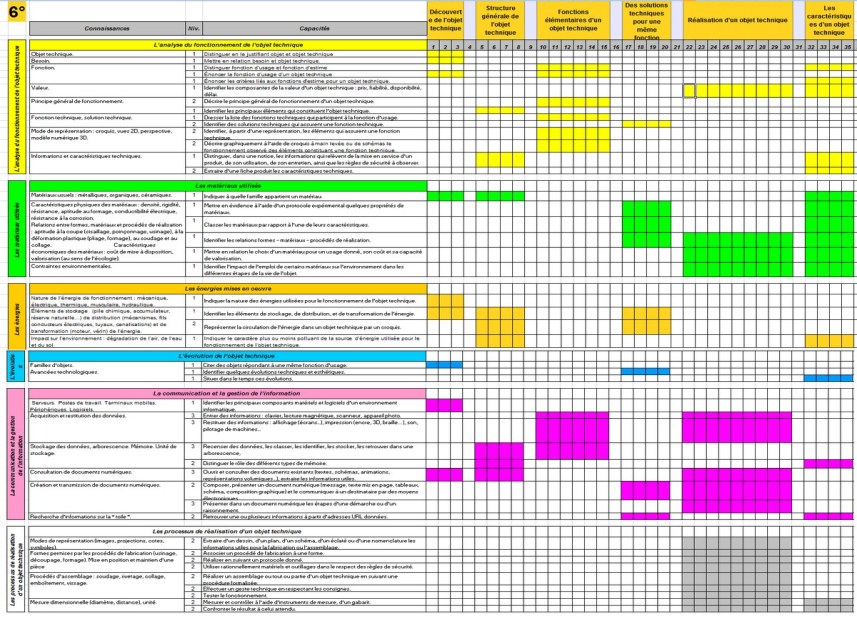 6°
Connaissances Niv. Capacités
Découvert
e de l'objet
technique
Structure
générale de
l'objet
technique
Fonctions
élémentaires d'un
objet technique
Des solutions
techniques
pour une
même
fonction
Réalisation d'un objet technique
Les
caractéristiqu
es d'un objet
technique
1 2 3 4 5 6 7 8 9 10 11 12 13 14 15 16 17 18 19 20 21 22 23 24 25 26 27 28 29 30 31 32 33 34 35
L'analyse du fonctionnement de l'objet technique
L'analyse du fonctionnement de l'objet technique
Objet technique. 1 Distinguer en le justifiant objet et objet technique.
Besoin. 1 Mettre en relation besoin et objet technique.
Fonction. 1 Distinguer fonction d'usage et fonction d'estime
1 Énoncer la fonction d'usage d'un objet technique
1 Énoncer les critères liés aux fonctions d'estime pour un objet technique.
Valeur. 1 Identifier les composantes de la valeur d'un objet technique : prix, fiabilité, disponibilité,
délai.
Principe général de fonctionnement. 2 Décrire le principe général de fonctionnement d'un objet technique.
1 Identifier les principaux éléments qui constituent l'objet technique.
Fonction technique, solution technique. 1 Dresser la liste des fonctions techniques qui participent à la fonction d'usage.
2 Identifier des solutions techniques qui assurent une fonction technique.
Mode de représentation : croquis, vues 2D, perspective,
modèle numérique 3D.
2 Identifier, à partir d'une représentation, les éléments qui assurent une fonction
technique.
2 Décrire graphiquement à l'aide de croquis à main levée ou de schémas le
fonctionnement observé des éléments constituant une fonction technique.
Informations et caractéristiques techniques. 1 Distinguer, dans une notice, les informations qui relèvent de la mise en service d'un
produit, de son utilisation, de son entretien, ainsi que les règles de sécurité à observer.
2 Extraire d'une fiche produit les caractéristiques techniques.
Les matériaux utilisés
Les matériaux utilisés
Matériaux usuels : métalliques, organiques, céramiques. 1 Indiquer à quelle famille appartient un matériau.
Caractéristiques physiques des matériaux : densité, rigidité,
résistance, aptitude au formage, conductibilité électrique,
résistance à la corrosion.
Relations entre formes, matériaux et procédés de réalisation
: aptitude à la coupe (cisaillage, poinçonnage, usinage), à la
déformation plastique (pliage, formage), au soudage et au
collage. Caractéristiques
économiques des matériaux : coût de mise à disposition,
valorisation (au sens de l'écologie).
1 Mettre en évidence à l'aide d'un protocole expérimental quelques propriétés de
matériaux.
1 Classer les matériaux par rapport à l'une de leurs caractéristiques.
1 Identifier les relations formes - matériaux - procédés de réalisation.
1 Mettre en relation le choix d'un matériau pour un usage donné, son coût et sa capacité
de valorisation.
Contraintes environnementales. 1 Identifier l'impact de l'emploi de certains matériaux sur l'environnement dans les
différentes étapes de la vie de l'objet
Les énergies mises en oeuvre
Les énergies
Nature de l'énergie de fonctionnement : mécanique,
électrique, thermique, musculaire, hydraulique.
1 Indiquer la nature des énergies utilisées pour le fonctionnement de l'objet technique.
Éléments de stockage (pile chimique, accumulateur,
réserve naturelle...) de distribution (mécanismes, fils
conducteurs électriques, tuyaux, canalisations) et de
transformation (moteur, vérin) de l'énergie.
1 Identifier les éléments de stockage, de distribution, et de transformation de l'énergie.
2 Représenter la circulation de l'énergie dans un objet technique par un croquis.
Impact sur l'environnement : dégradation de l'air, de l'eau
et du sol.
1 Indiquer le caractère plus ou moins polluant de la source d'énergie utilisée pour le
fonctionnement de l'objet technique.
L'évolution de l'objet technique
Familles d'objets. 1 Citer des objets répondant à une même fonction d'usage.
Avancées technologiques. 1 Identifier quelques évolutions techniques et esthétiques.
1 Situer dans le temps ces évolutions.
La communication et la gestion de l'information
La communication et la gestion
de l'information
Serveurs. Postes de travail. Terminaux mobiles.
Périphériques. Logiciels.
1 Identifier les principaux composants matériels et logiciels d'un environnement
informatique.
Acquisition et restitution des données. 3 Entrer des informations : clavier, lecture magnétique, scanneur, appareil photo.
3 Restituer des informations : affichage (écrans...), impression (encre, 3D, braille...), son,
pilotage de machines...
Stockage des données, arborescence. Mémoire. Unité de
stockage.
3 Recenser des données, les classer, les identifier, les stocker, les retrouver dans une
arborescence,
2 Distinguer le rôle des différents types de mémoire.
Consultation de documents numériques. 3 Ouvrir et consulter des documents existants (textes, schémas, animations,
représentations volumiques...), extraire les informations utiles.
Création et transmission de documents numériques. 2 Composer, présenter un document numérique (message, texte mis en page, tableaux,
schéma, composition graphique) et le communiquer à un destinataire par des moyens
électroniques.
3 Présenter dans un document numérique les étapes d'une démarche ou d'un
raisonnement.
Recherche d'informations sur la " toile ". 2 Retrouver une ou plusieurs informations à partir d'adresses URL données.
Les processus de réalisation d'un objet technique
Les processus de réalisation
d'un objet technique
Modes de représentation (images, projections, cotes,
symboles).
2 Extraire d'un dessin, d'un plan, d'un schéma, d'un éclaté ou d'une nomenclature les
informations utiles pour la fabrication ou l'assemblage.
Formes permises par les procédés de fabrication (usinage,
découpage, formage). Mise en position et maintien d'une
pièce
2 Associer un procédé de fabrication à une forme.
2 Réaliser en suivant un protocole donné.
2 Utiliser rationnellement matériels et outillages dans le respect des règles de sécurité.
Procédés d'assemblage : soudage, rivetage, collage,
emboîtement, vissage.
2 Réaliser un assemblage ou tout ou partie d'un objet technique en suivant une
procédure formalisée.
2 Effectuer un geste technique en respectant les consignes.
2 Tester le fonctionnement.
Mesure dimensionnelle (diamètre, distance), unité. 2 Mesurer et contrôler à l'aide d'instruments de mesure, d'un gabarit.
2 Confronter le résultat à celui attendu.